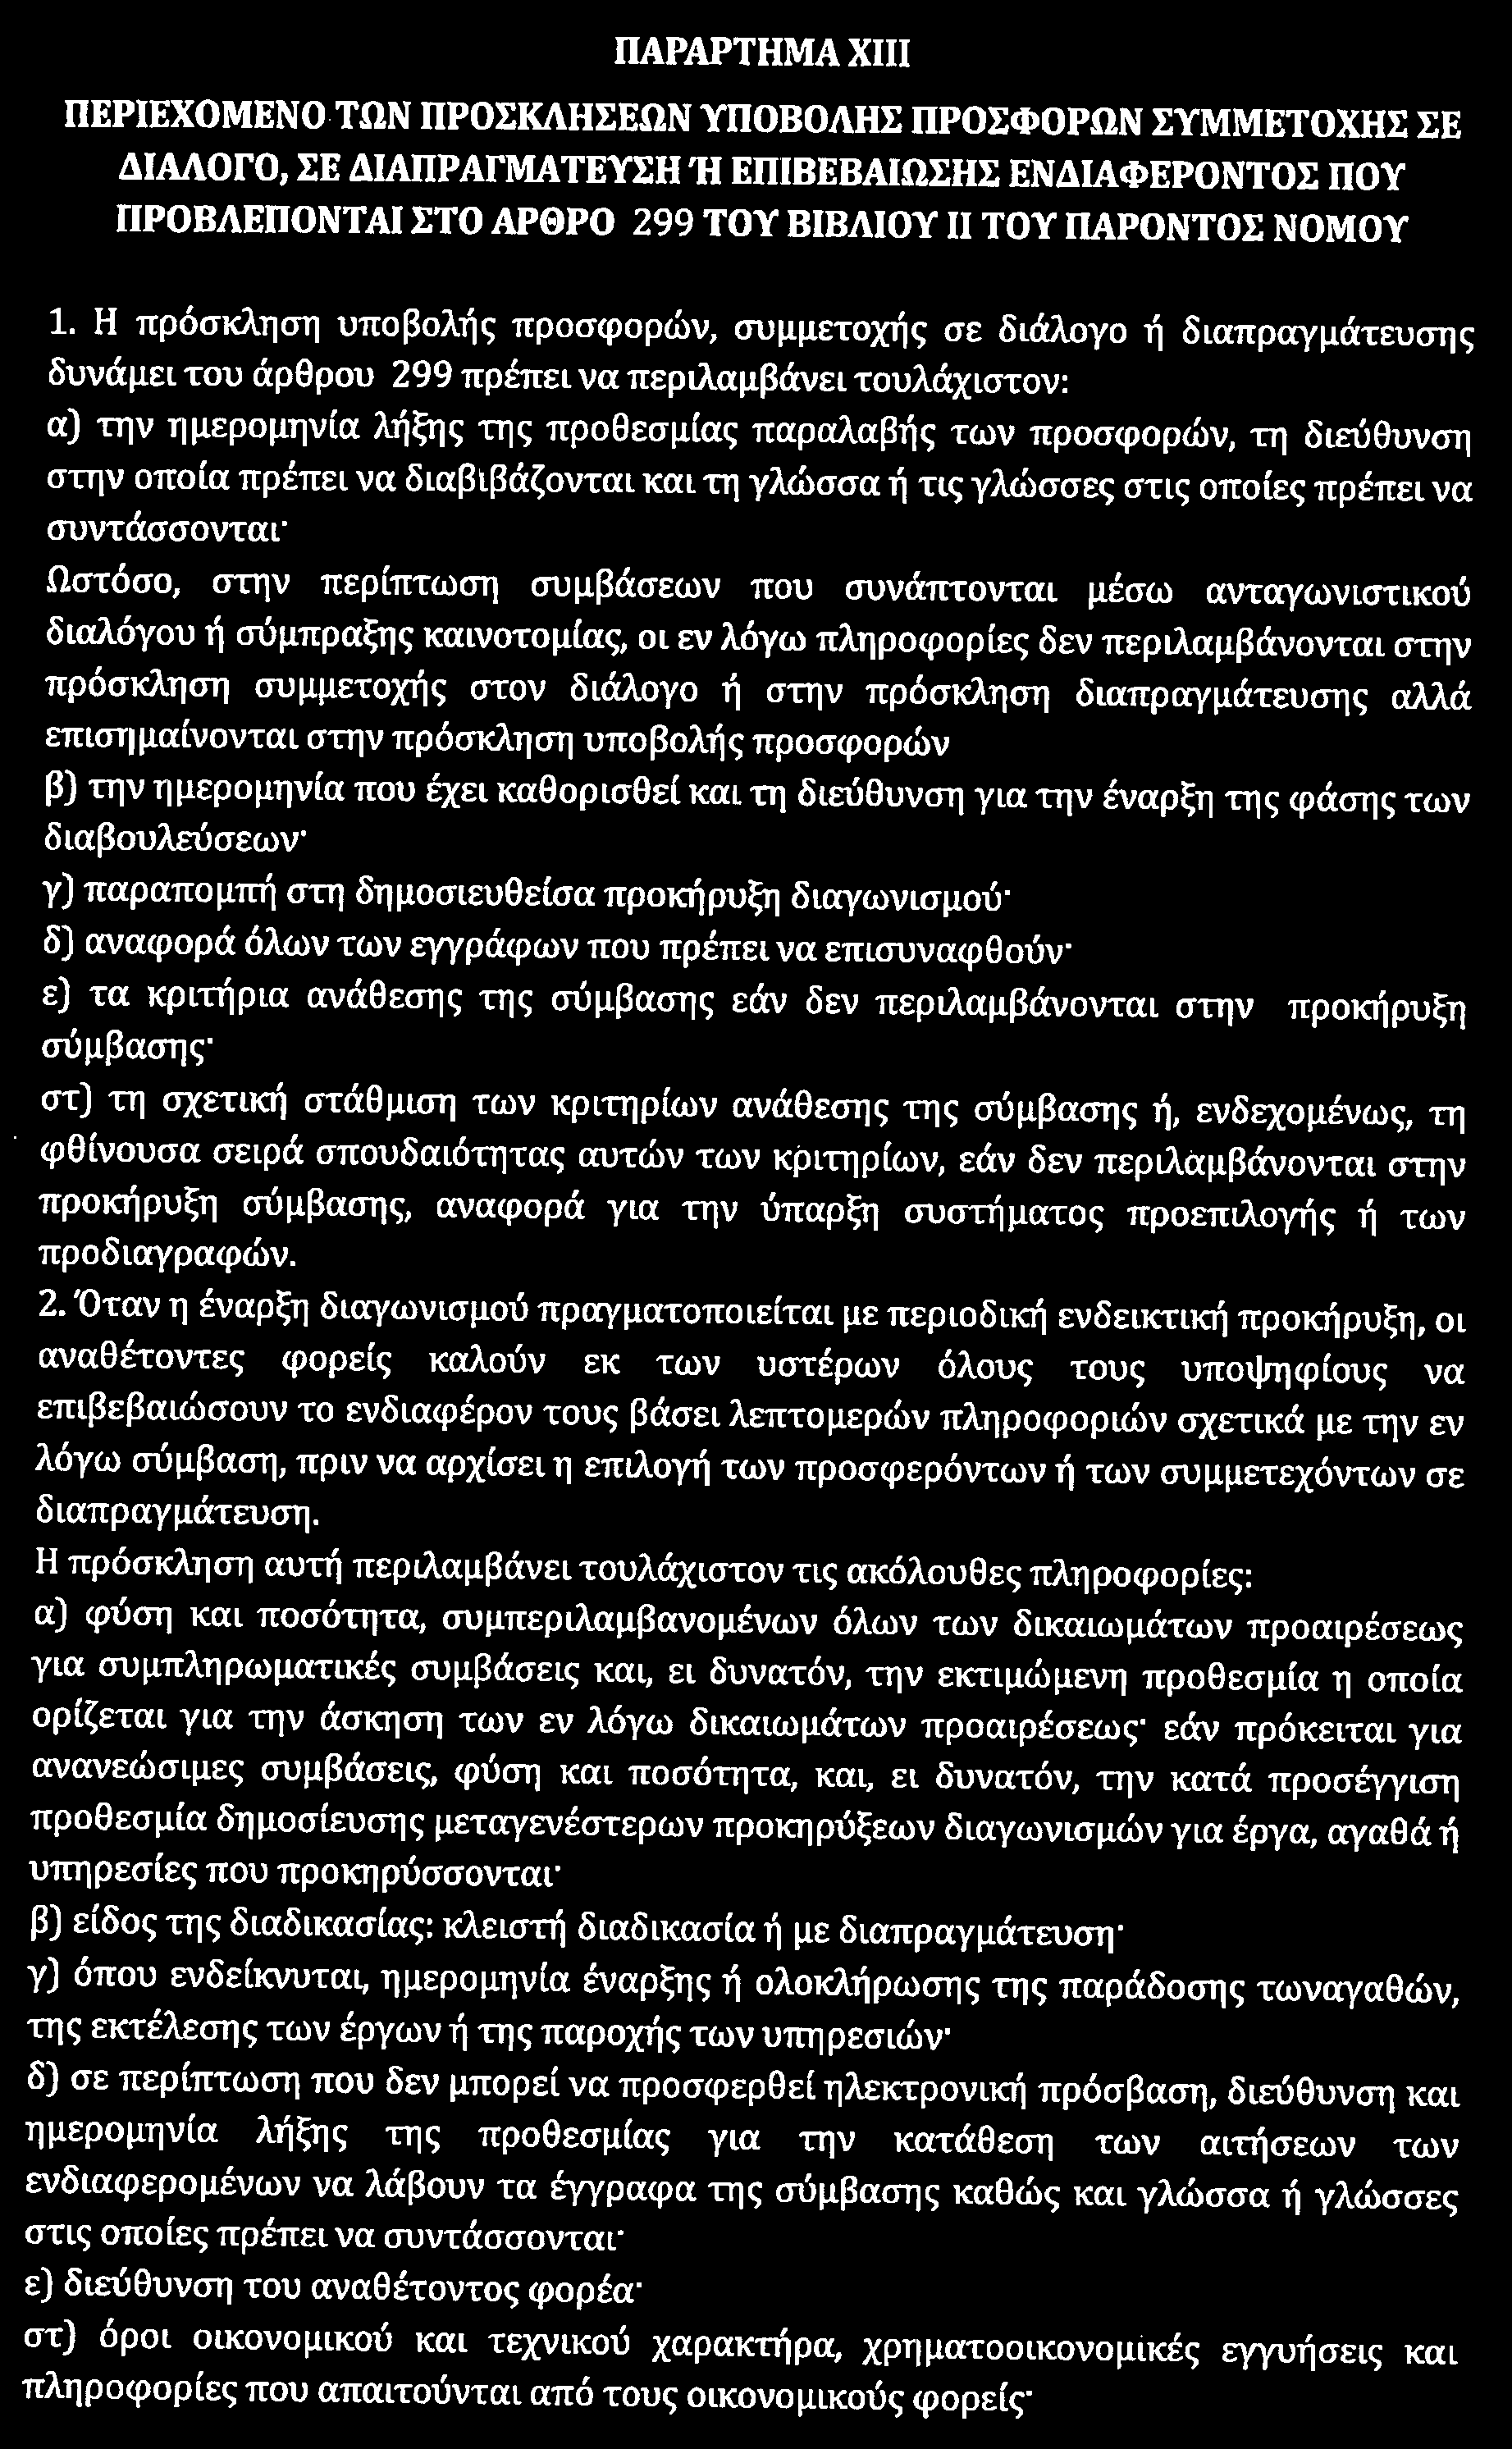 ΠΑΡΑΡΤΗΜΑ XIII
ΠΕΡΙΕΧΟΜΕΝΟ ΤΩΝ ΠΡΟΣΚΛΗΣΕΩΝ ΥΠΟΒΟΛΗΣ ΠΡΟΣΦΟΡΩΝ ΣΥΜΜΕΤΟΧΗΣ ΣΕ
ΔΙΑΛΟΓΟ, ΣΕ ΔΙΑΠΡΑΓΜΑΤΕΥΣΗ Ή ΕΠΙΒΕΒΑΙΩΣΗΣ ΕΝΔΙΑΦΕΡΟΝΤΟΣ ΠΟΥ
ΠΡΟΒΛΕΠΟΝΤΑΙ ΣΤΟ ΑΡΘΡΟ 299 ΤΟΥ ΒΙΒΛΙΟΥ ΙΙ ΤΟΥ ΠΑΡΟΝΤΟΣ ΝΟΜΟΥ
1. Η πρόσκληση υποβολής προσφορών, συμμετοχής σε διάλογο ή διαπραγμάτευσης
δυνάμει του άρθρου 299 πρέπει να περιλαμβάνει τουλάχιστον:
α) την ημερομηνία λήξης της προθεσμίας παραλαβής των προσφορών, τη διεύθυνση
στην οποία πρέπει να διαβιβάζονται και τη γλώσσα ή τις γλώσσες στις οποίες πρέπει να
συντάσσονται·
Ωστόσο, στην περίπτωση συμβάσεων που συνάπτονται μέσω ανταγωνιστικού
διαλόγου ή σύμπραξης καινοτομίας, οι εν λόγω πληροφορίες δεν περιλαμβάνονται στην
πρόσκληση συμμετοχής στον διάλογο ή στην πρόσκληση διαπραγμάτευσης αλλά
επισημαίνονται στην πρόσκληση υποβολής προσφορών
β) την ημερομηνία που έχει καθορισθεί και τη διεύθυνση για την έναρξη της φάσης των
διαβουλεύσεων·
γ) παραπομπή στη δημοσιευθείσα προκήρυξη διαγωνισμού·
δ) αναφορά όλων των εγγράφων που πρέπει να επισυναφθούν·
ε) τα κριτήρια ανάθεσης της σύμβασης εάν δεν περιλαμβάνονται στην προκήρυξη
σύμβασης·
στ) τη σχετική στάθμιση των κριτηρίων ανάθεσης της σύμβασης ή, ενδεχομένως, τη
φθίνουσα σειρά σπουδαιότητας αυτών των κριτηρίων, εάν δεν περιλαμβάνονται στην
προκήρυξη σύμβασης, αναφορά για την ύπαρξη συστήματος προεπιλογής ή των
προδιαγραφών.
2. Όταν η έναρξη διαγωνισμού πραγματοποιείται με περιοδική ενδεικτική προκήρυξη, οι
αναθέτοντες φορείς καλούν εκ των υστέρων όλους τους υποψηφίους να
επιβεβαιώσουν το ενδιαφέρον τους βάσει λεπτομερών πληροφοριών σχετικά με την εν
λόγω σύμβαση, πριν να αρχίσει η επιλογή των προσφερόντων ή των συμμετεχόντων σε
διαπραγμάτευση.
Η πρόσκληση αυτή περιλαμβάνει τουλάχιστον τις ακόλουθες πληροφορίες:
α) φύση και ποσότητα, συμπεριλαμβανομένων όλων των δικαιωμάτων προαιρέσεως
για συμπληρωματικές συμβάσεις και, ει δυνατόν, την εκτιμώμενη προθεσμία η οποία
ορίζεται για την άσκηση των εν λόγω δικαιωμάτων προαιρέσεως· εάν πρόκειται για
ανανεώσιμες συμβάσεις, φύση και ποσότητα, και, ει δυνατόν, την κατά προσέγγιση
προθεσμία δημοσίευσης μεταγενέστερων προκηρύξεων διαγωνισμών για έργα, αγαθά ή
υπηρεσίες που προκηρύσσονται·
β) είδος της διαδικασίας: κλειστή διαδικασία ή με διαπραγμάτευση·
γ) όπου ενδείκνυται, ημερομηνία έναρξης ή ολοκλήρωσης της παράδοσης τωναγαθών,
της εκτέλεσης των έργων ή της παροχής των υπηρεσιών·
δ) σε περίπτωση που δεν μπορεί να προσφερθεί ηλεκτρονική πρόσβαση, διεύθυνση και
ημερομηνία λήξης της προθεσμίας για την κατάθεση των αιτήσεων των
ενδιαφερομένων να λάβουν τα έγγραφα της σύμβασης καθώς και γλώσσα ή γλώσσες
στις οποίες πρέπει να συντάσσονται·
ε) διεύθυνση του αναθέτοντος φορέα·
στ) όροι οικονομικού και τεχνικού χαρακτήρα, χρηματοοικονομικές εγγυήσεις και
πληροφορίες που απαιτούνται από τους οικονομικούς φορείς·